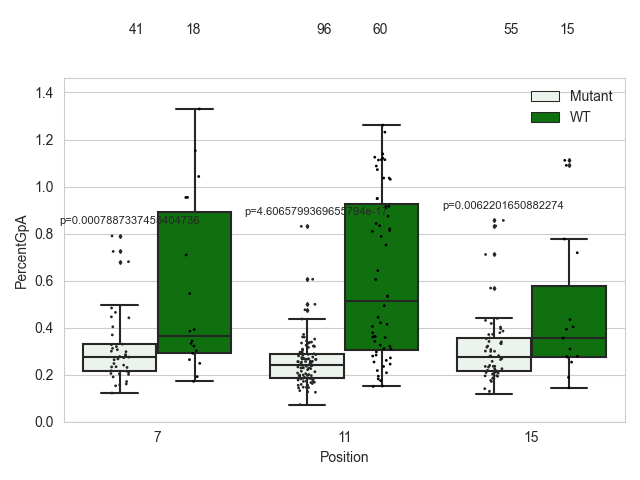 41 18 96 60 55 15
Mutant
WT
PercentGpA
1.4
1.2
1.0
0.8
0.6
0.4
0.2
0.0
p=0.0007887337455404736
p=4.6065799369655794e-17
p=0.0062201650882274
7 11 15
Position